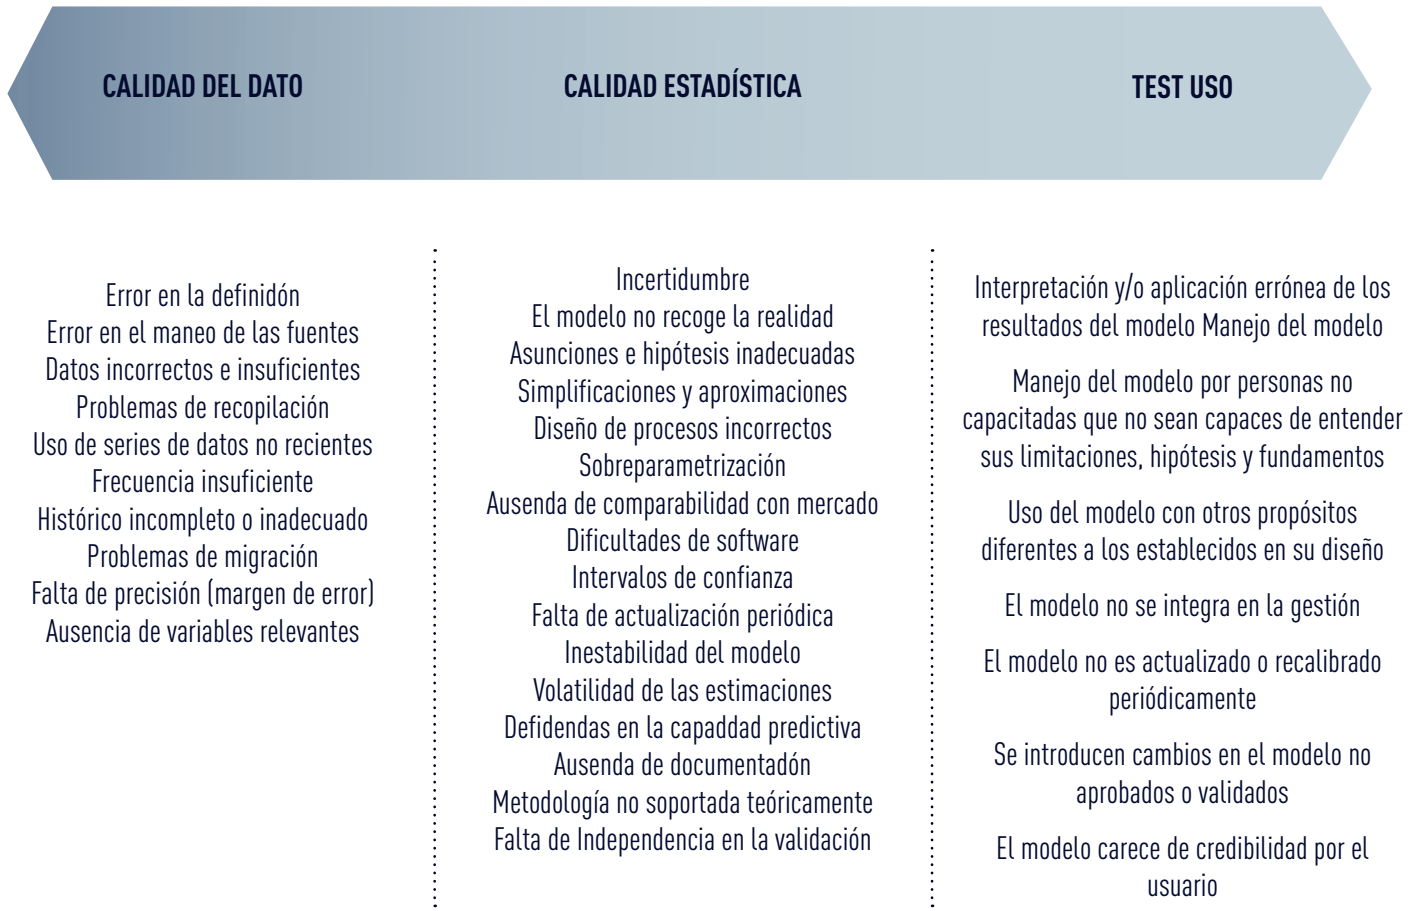 CALIDAD DEL DATO
CALIDAD ESTADÍSTICA
TEST USO
Error en la definidón
Error en el maneo de las fuentes
Datos incorrectos e insuficientes
Problemas de recopilación
Uso de series de datos no recientes
Frecuencia insuficiente
Histórico incompleto o inadecuado
Problemas de migración
Falta de precisión (margen de error)
Ausencia de variables relevantes
Incertidumbre
El modelo no recoge la realidad
Asunciones e hipótesis inadecuadas
Simplificaciones y aproximaciones
Diseño de procesos incorrectos
Sobreparametrización
Ausenda de comparabilidad con mercado
Dificultades de software
Intervalos de confianza
Falta de actualización periódica
Inestabilidad del modelo
Volatilidad de las estimaciones
Defidendas en la capaddad predictiva
Ausenda de documentadón
Metodología no soportada teóricamente
Falta de Independencia en la validación
Interpretación y/o aplicación errónea de los
resultados del modelo Manejo del modelo
Manejo del modelo por personas no
capacitadas que no sean capaces de entender
sus limitaciones, hipótesis y fundamentos
Uso del modelo con otros propósitos
diferentes a los establecidos en su diseño
El modelo no se integra en la gestión
El modelo no es actualizado o recalibrado
periódicamente
Se introducen cambios en el modelo no
aprobados o validados
El modelo carece de credibilidad por el
usuario